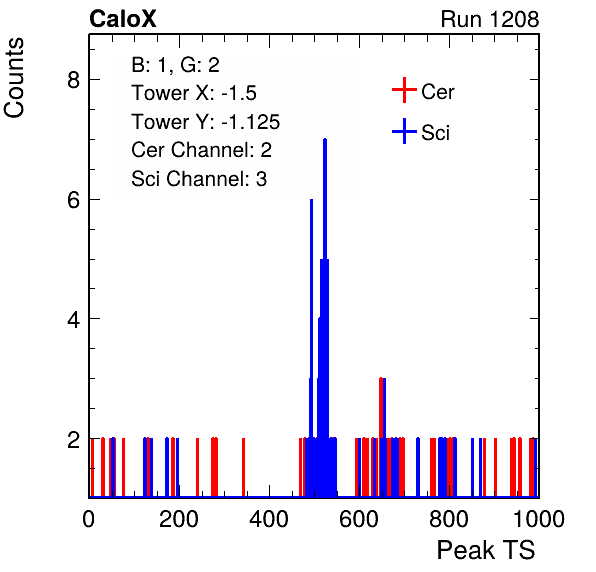 CaloX Run 1208
Counts
B: 1, G: 2
Tower X: -1.5
Tower Y: -1.125
Cer Channel: 2
Sci Channel: 3
Cer
Sci
8
6
4
2
0 200 400 600 800 1000
Peak TS